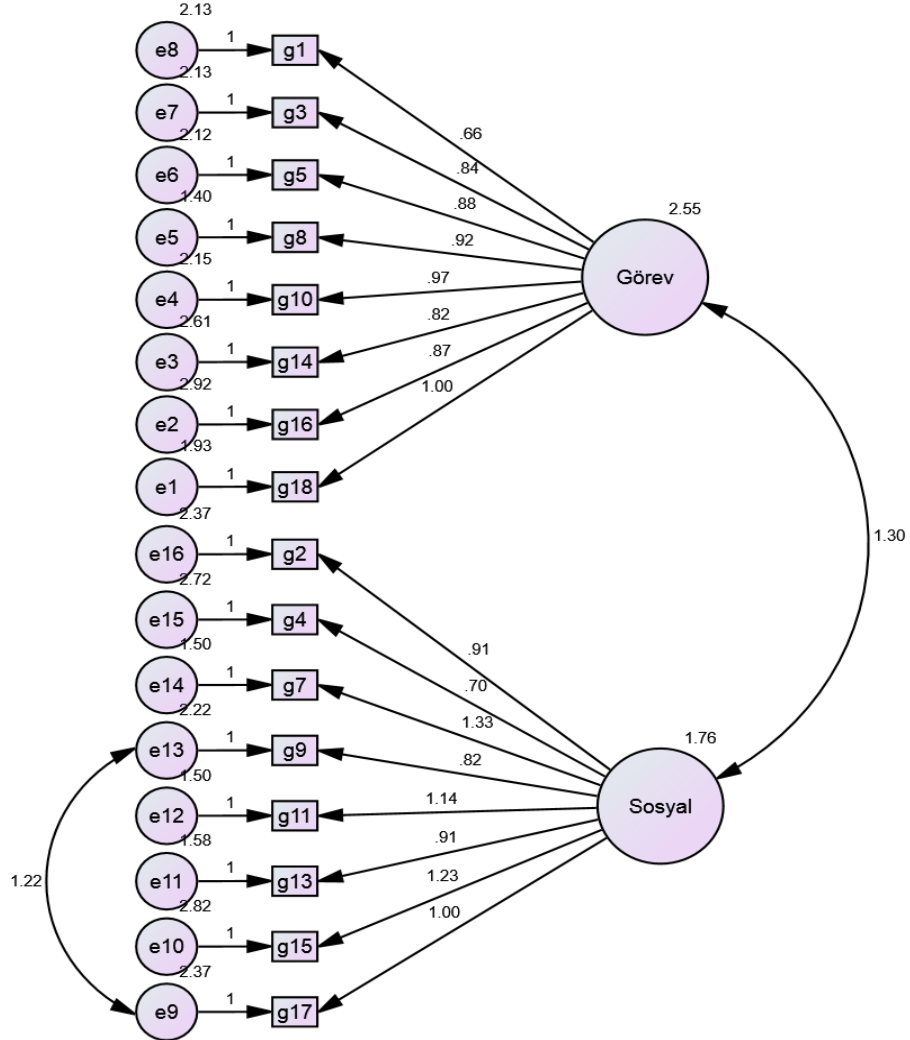 2.13
e8 1 g1
2.13
e7 1 g3
2.12
e6 1 g5
1.40
e5 1 g8
2.15
e4 1 g10
2.61
e3 1 g14
2.92
e2 1 g16
1.93
e1 1 g18
2.37
e16 1 g2
2.72
e15 1 g4
1.50
e14 1 g7
2.22
e13 1 g9
1.50
e12 1 g11
1.58
e11 1 g13
2.82
e10 1 g15
2.37
e9 1 g17
1.22
.66
.84
.88
.92
.97
.82
.87
1.00
2.55
Görev
1.30
.91
.70
1.33
.82
1.14
.91
1.23
1.00
1.76
Sosyal